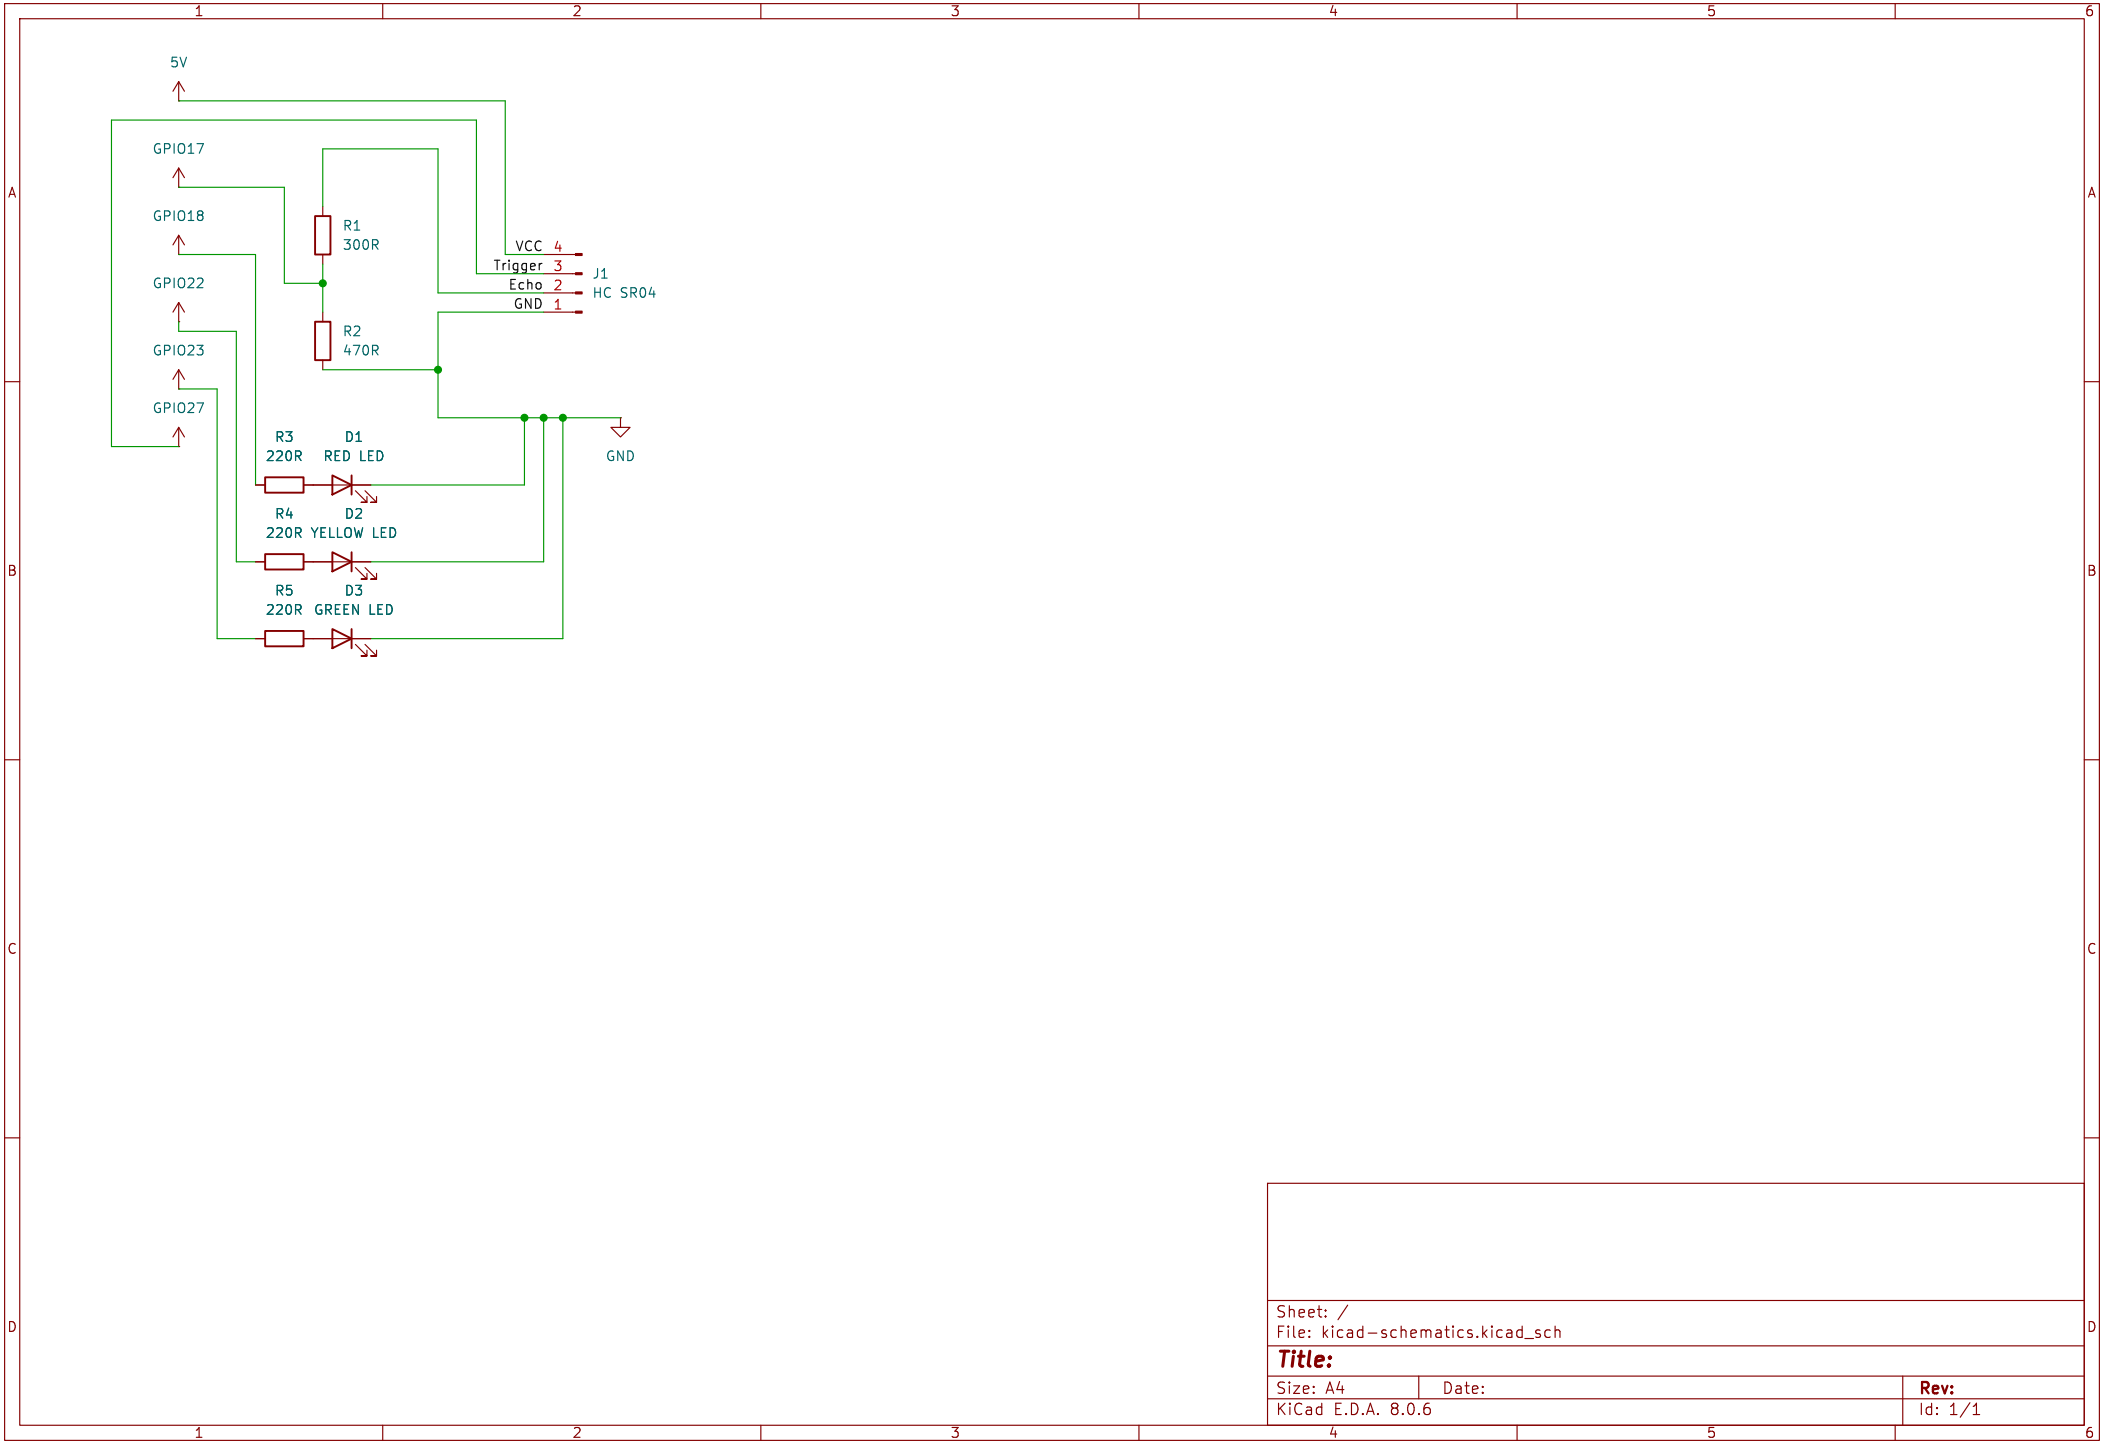 1 2 3 4 5 6
5V
GPIO17
A A
GPIO18
R1
300R
VCC 4
Trigger 3
J1
Echo 2
HC SR04
GND 1
GPIO22
R2
470R
GPIO23
GPIO27
R3 D1
220R RED LED
GND
R4 D2
220R YELLOW LED
B B
R5 D3
220R GREEN LED
C C
Sheet: /
D D
File: kicad-schematics.kicad_sch
Title:
Size: A4 Date: Rev:
KiCad E.D.A. 8.0.6 Id: 1/1
1 2 3 4 5 6